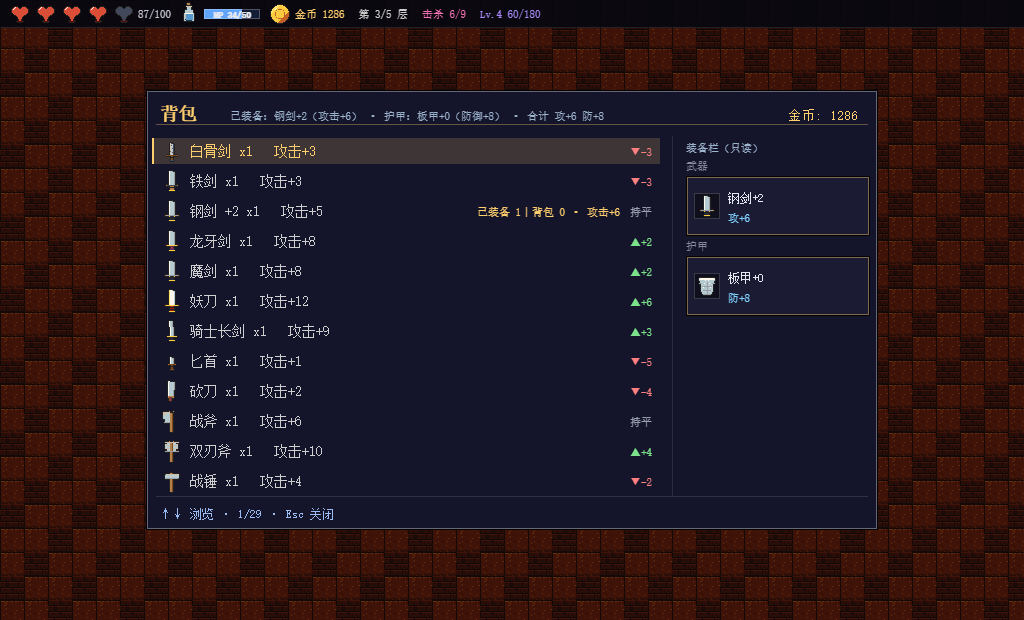 87/100 MP 24/50 金币 1286 第 3/5 层 击杀 6/9 Lv.4 60/180
背包 已装备: 钢剑+2 (攻击+6) · 护甲: 板甲+0 (防御+8) · 合计 攻+6 防+8 金币: 1286
白骨剑 x1 攻击+3 ▼-3
铁剑 x1 攻击+3 ▼-3
钢剑 +2 x1 攻击+5 已装备 1|背包 0 · 攻击+6 持平
龙牙剑 x1 攻击+8 ▲+2
魔剑 x1 攻击+8 ▲+2
妖刀 x1 攻击+12 ▲+6
骑士长剑 x1 攻击+9 ▲+3
匕首 x1 攻击+1 ▼-5
砍刀 x1 攻击+2 ▼-4
战斧 x1 攻击+6 持平
双刃斧 x1 攻击+10 ▲+4
战锤 x1 攻击+4 ▼-2
装备栏 (只读)
武器
钢剑+2
攻+6
护甲
板甲+0
防+8
↑↓ 浏览 · 1/29 · Esc 关闭